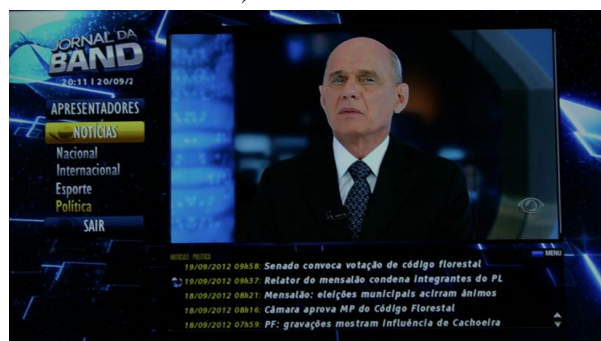 JORNAL DA
BAND
20:11 | 20/09/2
APRESENTADORES
NOTÍCIAS
Nacional
Internacional
Esporte
Política
SAIR
MENU
NOTÍCIAS POLÍTICA
19/09/2012 09h58: Senado convoca votação de código florestal
19/09/2012 09h37: Relator do mensalão condena integrantes do PL
18/09/2012 08h21: Mensalão: eleições municipais acirram ânimos
18/09/2012 08h16: Câmara aprova MP do Código Florestal
18/09/2012 07h59: PF: gravações mostram influência de Cachoeira